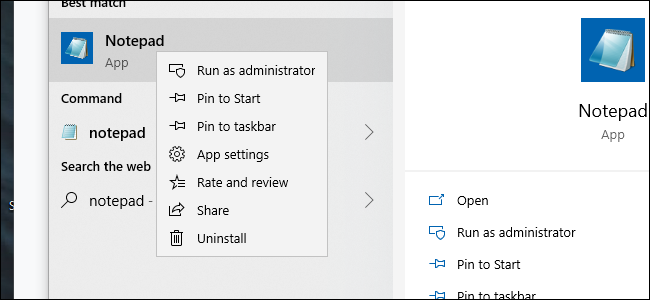 Best match
Notepad
App
Run as administrator
Pin to Start
Pin to taskbar
App settings
Rate and review
Share
Uninstall
Command
notepad
Search the web
notepad -
Notepad
App
Open
Run as administrator
Pin to Start
Pin to taskbar